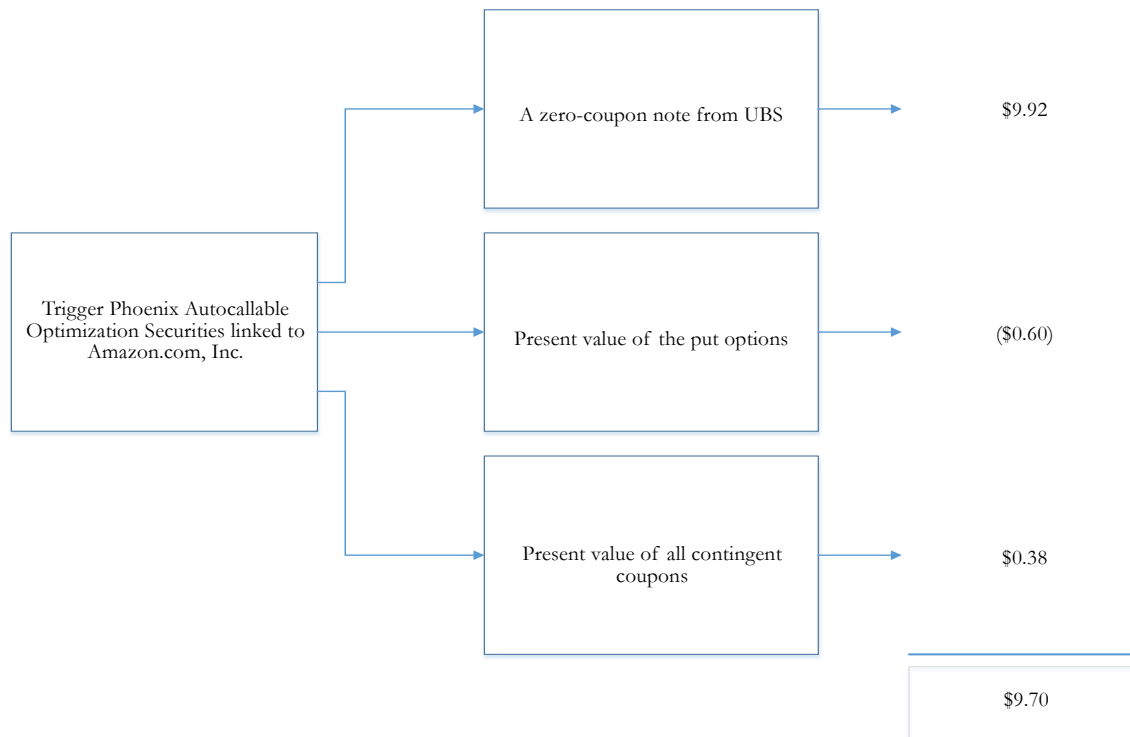 A zero-coupon note from UBS
$9.92
Trigger Phoenix Autocallable
Optimization Securities linked to
Amazon.com, Inc.
Present value of the put options
($0.60)
Present value of all contingent
coupons
$0.38
$9.70